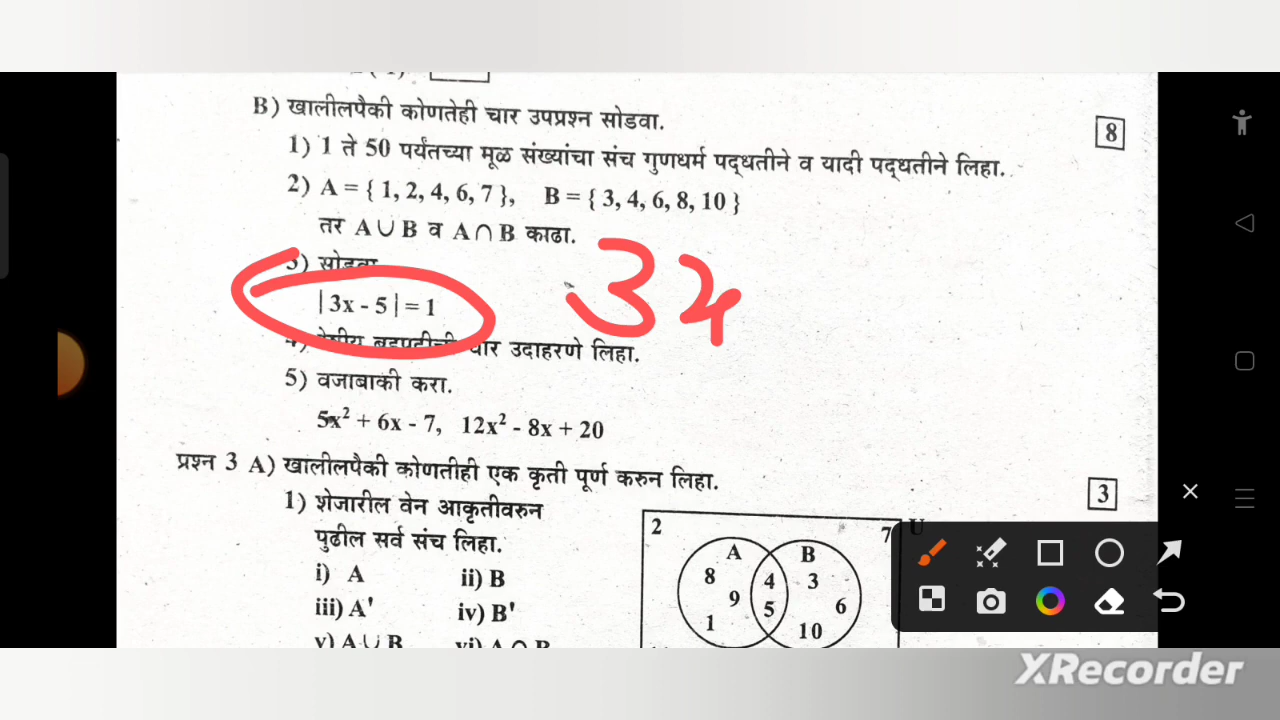 B) खालीलपैकी कोणतेही चार उपप्रश्न सोडवा. 8
1) 1 ते 50 पर्यंतच्या मूळ संख्यांचा संच गुणधर्म पद्धतीने व यादी पद्धतीने लिहा.
2) A = { 1, 2, 4, 6, 7 }, B = { 3, 4, 6, 8, 10 }
तर A ∪ B व A ∩ B काढा.
3) सोडवा
| 3x - 5 | = 1
4) चार उदाहरणे लिहा.
5) वजाबाकी करा.
5x² + 6x - 7, 12x² - 8x + 20
प्रश्न 3 A) खालीलपैकी कोणतीही एक कृती पूर्ण करुन लिहा. 3
1) शेजारील वेन आकृतीवरुन
पुढील सर्व संच लिहा.
i) A ii) B
iii) A' iv) B'
v) A ∪ B vi) A ∩ B
2 7 U
A B
8 4 3
9 5 6
1 10
XRecorder